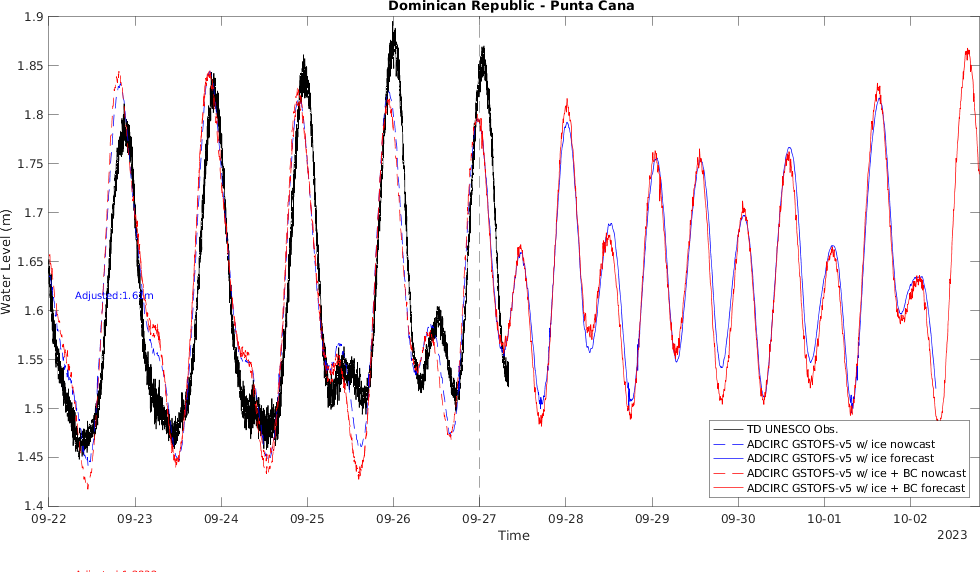 Dominican Republic - Punta Cana
Water Level (m)
1.9
1.85
1.8
1.75
1.7
1.65
1.6
1.55
1.5
1.45
1.4
TD UNESCO Obs.
ADCIRC GSTOFS-v5 w/ ice nowcast
ADCIRC GSTOFS-v5 w/ ice forecast
ADCIRC GSTOFS-v5 w/ ice + BC nowcast
ADCIRC GSTOFS-v5 w/ ice + BC forecast
09-22 09-23 09-24 09-25 09-26 09-27 09-28 09-29 09-30 10-01 10-02
Time
2023